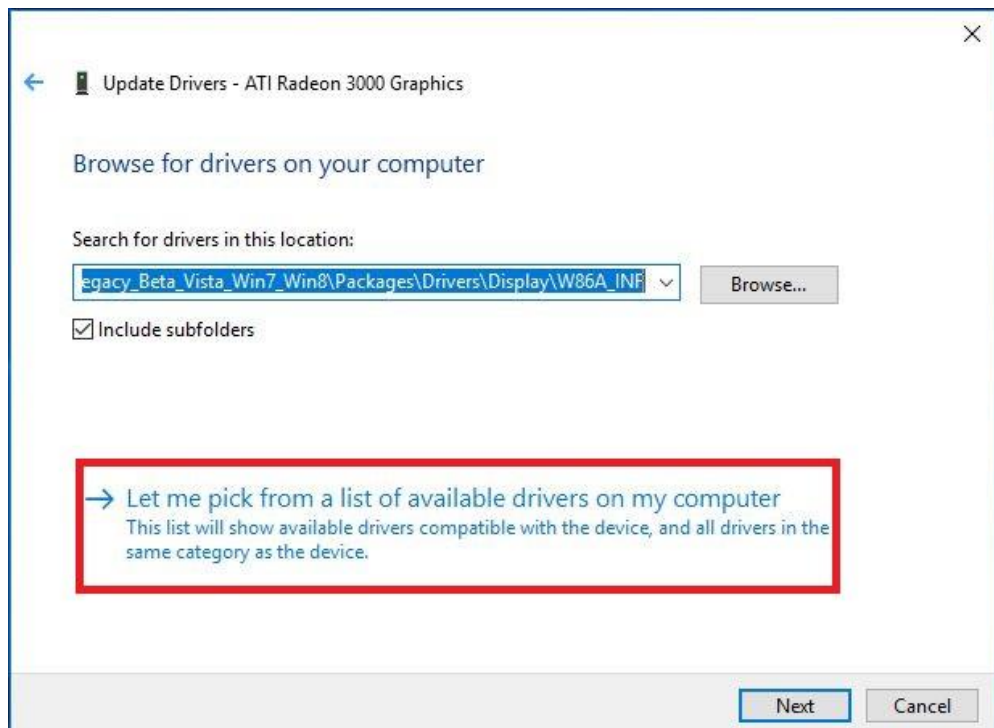 Update Drivers - ATI Radeon 3000 Graphics
Browse for drivers on your computer
Search for drivers in this location:
egacy_Beta_Vista_Win7_Win8\Packages\Drivers\Display\W86A_INF
Browse...
Include subfolders
Let me pick from a list of available drivers on my computer
This list will show available drivers compatible with the device, and all drivers in the
same category as the device.
Next
Cancel